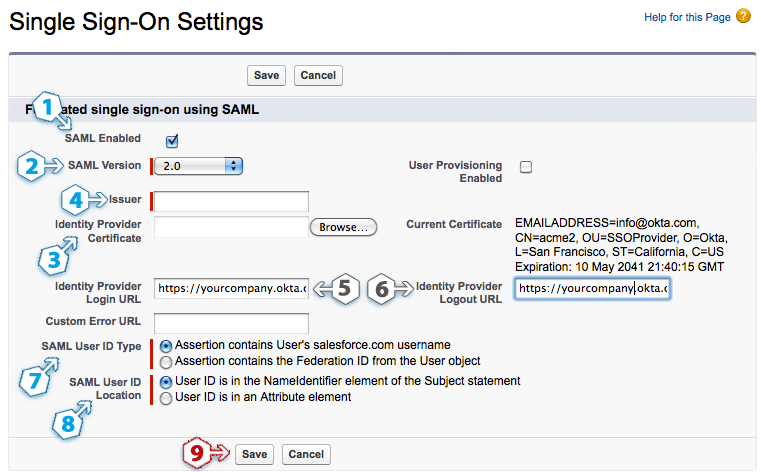 Single Sign-On Settings
Help for this Page ?
Save Cancel
F ated single sign-on using SAML
1
SAML Enabled
2 SAML Version 2.0
User Provisioning
Enabled
4 Issuer
Identity Provider
Certificate
Browse...
3
Current Certificate
EMAILADDRESS=info@okta.com,
CN=acme2, OU=SSOProvider, O=Okta,
L=San Francisco, ST=California, C=US
Expiration: 10 May 2041 21:40:15 GMT
Identity Provider
Login URL
https://yourcompany.okta.c
5
6
Identity Provider
Logout URL
https://yourcompany.okta.c
Custom Error URL
SAML User ID Type
Assertion contains User's salesforce.com username
Assertion contains the Federation ID from the User object
7
SAML User ID
Location
User ID is in the NameIdentifier element of the Subject statement
User ID is in an Attribute element
8
9 Save Cancel